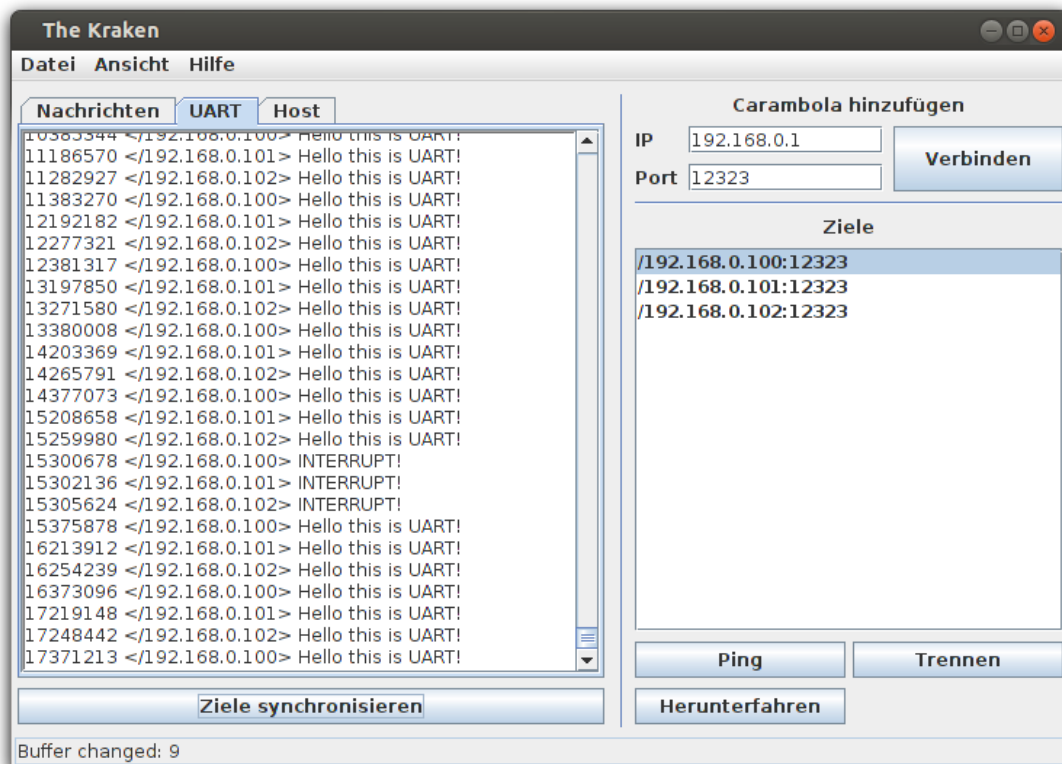 The Kraken
Datei Ansicht Hilfe
Nachrichten UART Host
10385344 </192.168.0.100> Hello this is UART!
11186570 </192.168.0.101> Hello this is UART!
11282927 </192.168.0.102> Hello this is UART!
11383270 </192.168.0.100> Hello this is UART!
12192182 </192.168.0.101> Hello this is UART!
12277321 </192.168.0.102> Hello this is UART!
12381317 </192.168.0.100> Hello this is UART!
13197850 </192.168.0.101> Hello this is UART!
13271580 </192.168.0.102> Hello this is UART!
13380008 </192.168.0.100> Hello this is UART!
14203369 </192.168.0.101> Hello this is UART!
14265791 </192.168.0.102> Hello this is UART!
14377073 </192.168.0.100> Hello this is UART!
15208658 </192.168.0.101> Hello this is UART!
15259980 </192.168.0.102> Hello this is UART!
15300678 </192.168.0.100> INTERRUPT!
15302136 </192.168.0.101> INTERRUPT!
15305624 </192.168.0.102> INTERRUPT!
15375878 </192.168.0.100> Hello this is UART!
16213912 </192.168.0.101> Hello this is UART!
16254239 </192.168.0.102> Hello this is UART!
16373096 </192.168.0.100> Hello this is UART!
17219148 </192.168.0.101> Hello this is UART!
17248442 </192.168.0.102> Hello this is UART!
17371213 </192.168.0.100> Hello this is UART!
Ziele synchronisieren
Carambola hinzufügen
IP 192.168.0.1
Port 12323
Verbinden
Ziele
/192.168.0.100:12323
/192.168.0.101:12323
/192.168.0.102:12323
Ping Trennen
Herunterfahren
Buffer changed: 9